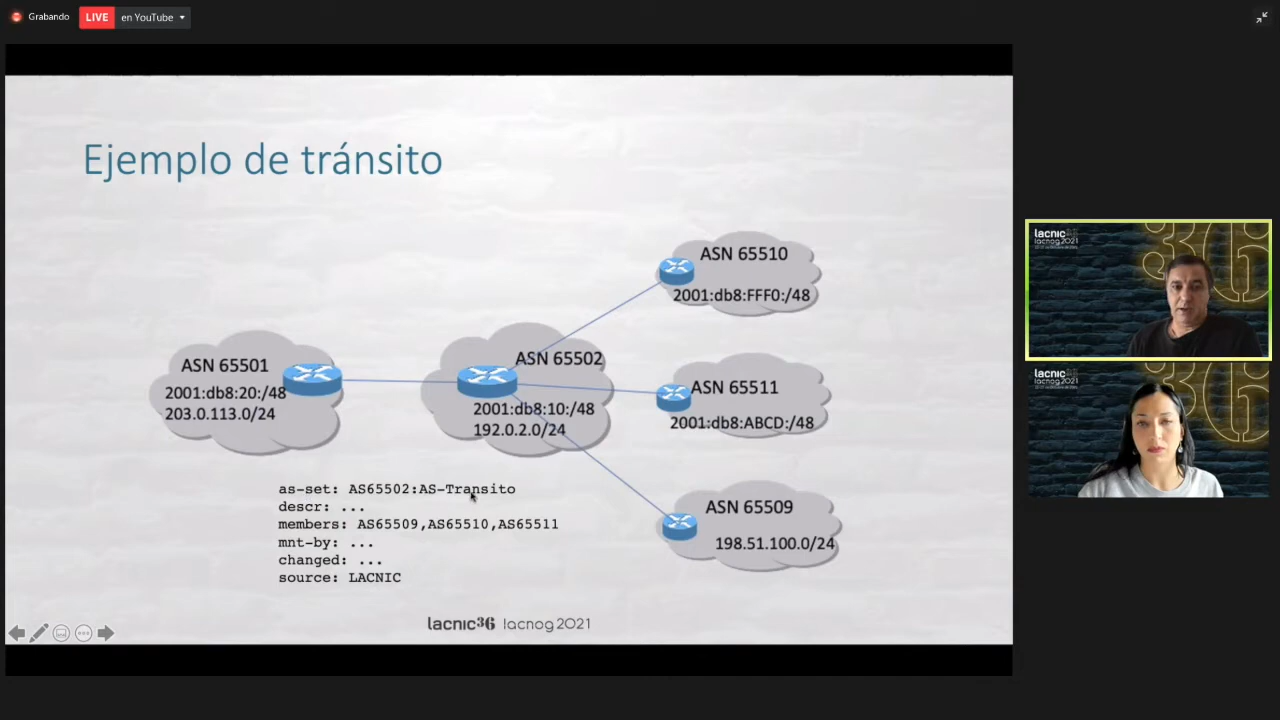 Grabando
LIVE
en YouTube
Ejemplo de tránsito
ASN 65510
2001:db8:FFF0:/48
ASN 65501
2001:db8:20:/48
203.0.113.0/24
ASN 65502
2001:db8:10:/48
192.0.2.0/24
ASN 65511
2001:db8:ABCD:/48
ASN 65509
198.51.100.0/24
as-set: AS65502:AS-Transito
descr: ...
members: AS65509,AS65510,AS65511
mnt-by: ...
changed: ...
source: LACNIC
lacnic36 lacnog2021
lacnic
lacnog2021
36
lacnic
lacnog2021